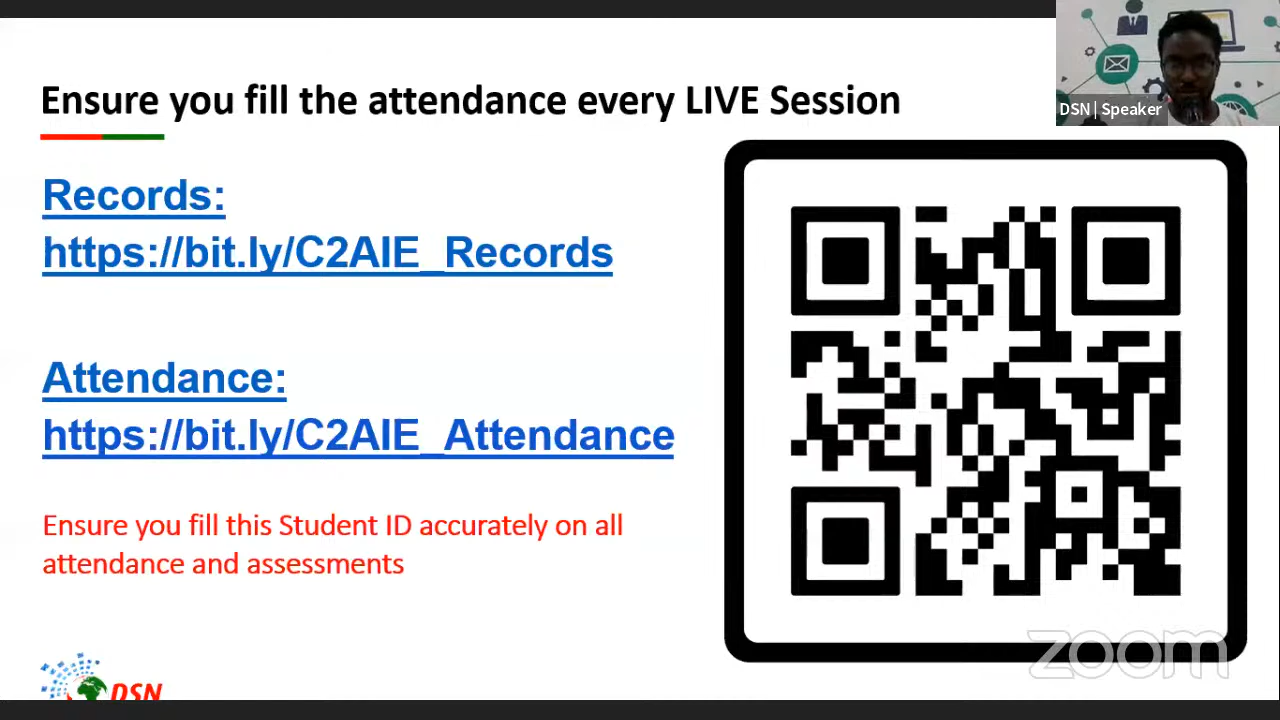 Ensure you fill the attendance every LIVE Session
DSN | Speaker
Records:
https://bit.ly/C2AIE_Records
Attendance:
https://bit.ly/C2AIE_Attendance
Ensure you fill this Student ID accurately on all
attendance and assessments
DSN
zoom